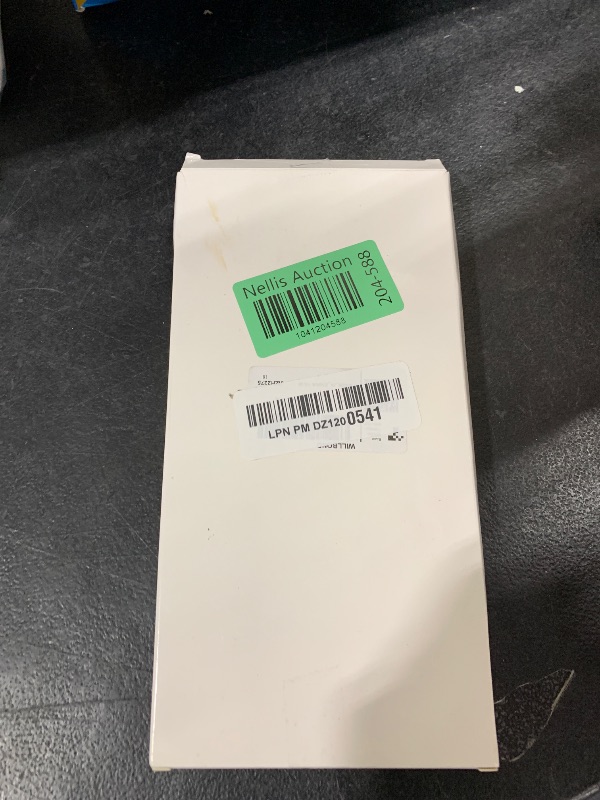 Nellis Auction
204-588
1041204588
LPN PM DZ120 0541